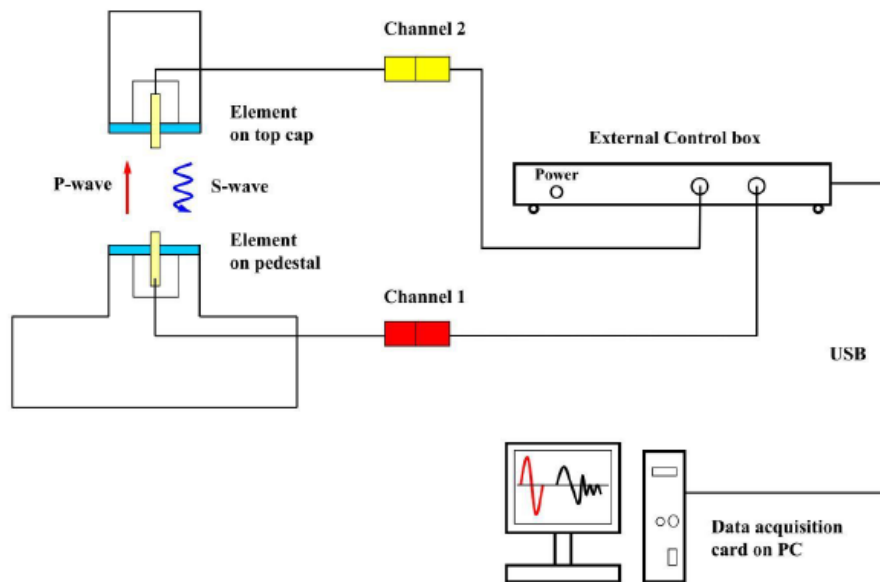 Channel 2
Element
on top cap
External Control box
Power
P-wave
S-wave
Element
on pedestal
Channel 1
USB
Data acquisition
card on PC